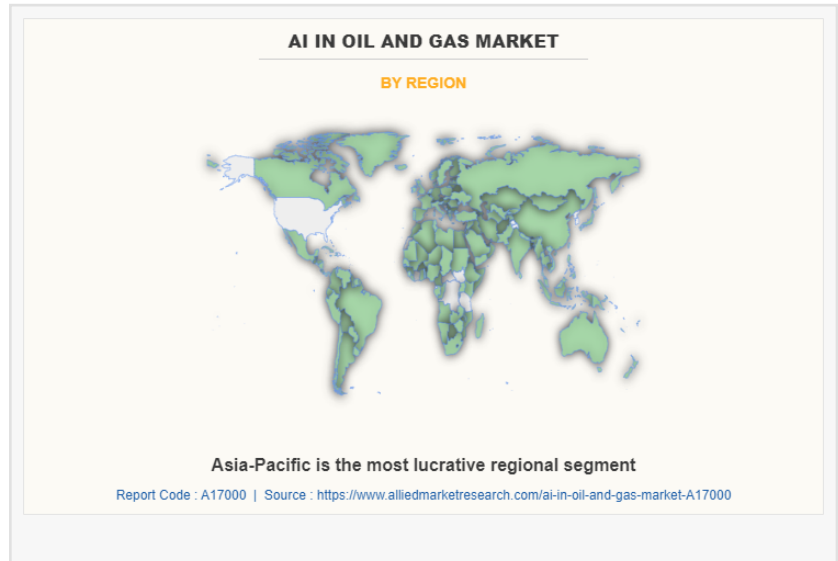 AI IN OIL AND GAS MARKET
BY REGION
Asia-Pacific is the most lucrative regional segment
Report Code : A17000 | Source : https://www.alliedmarketresearch.com/ai-in-oil-and-gas-market-A17000